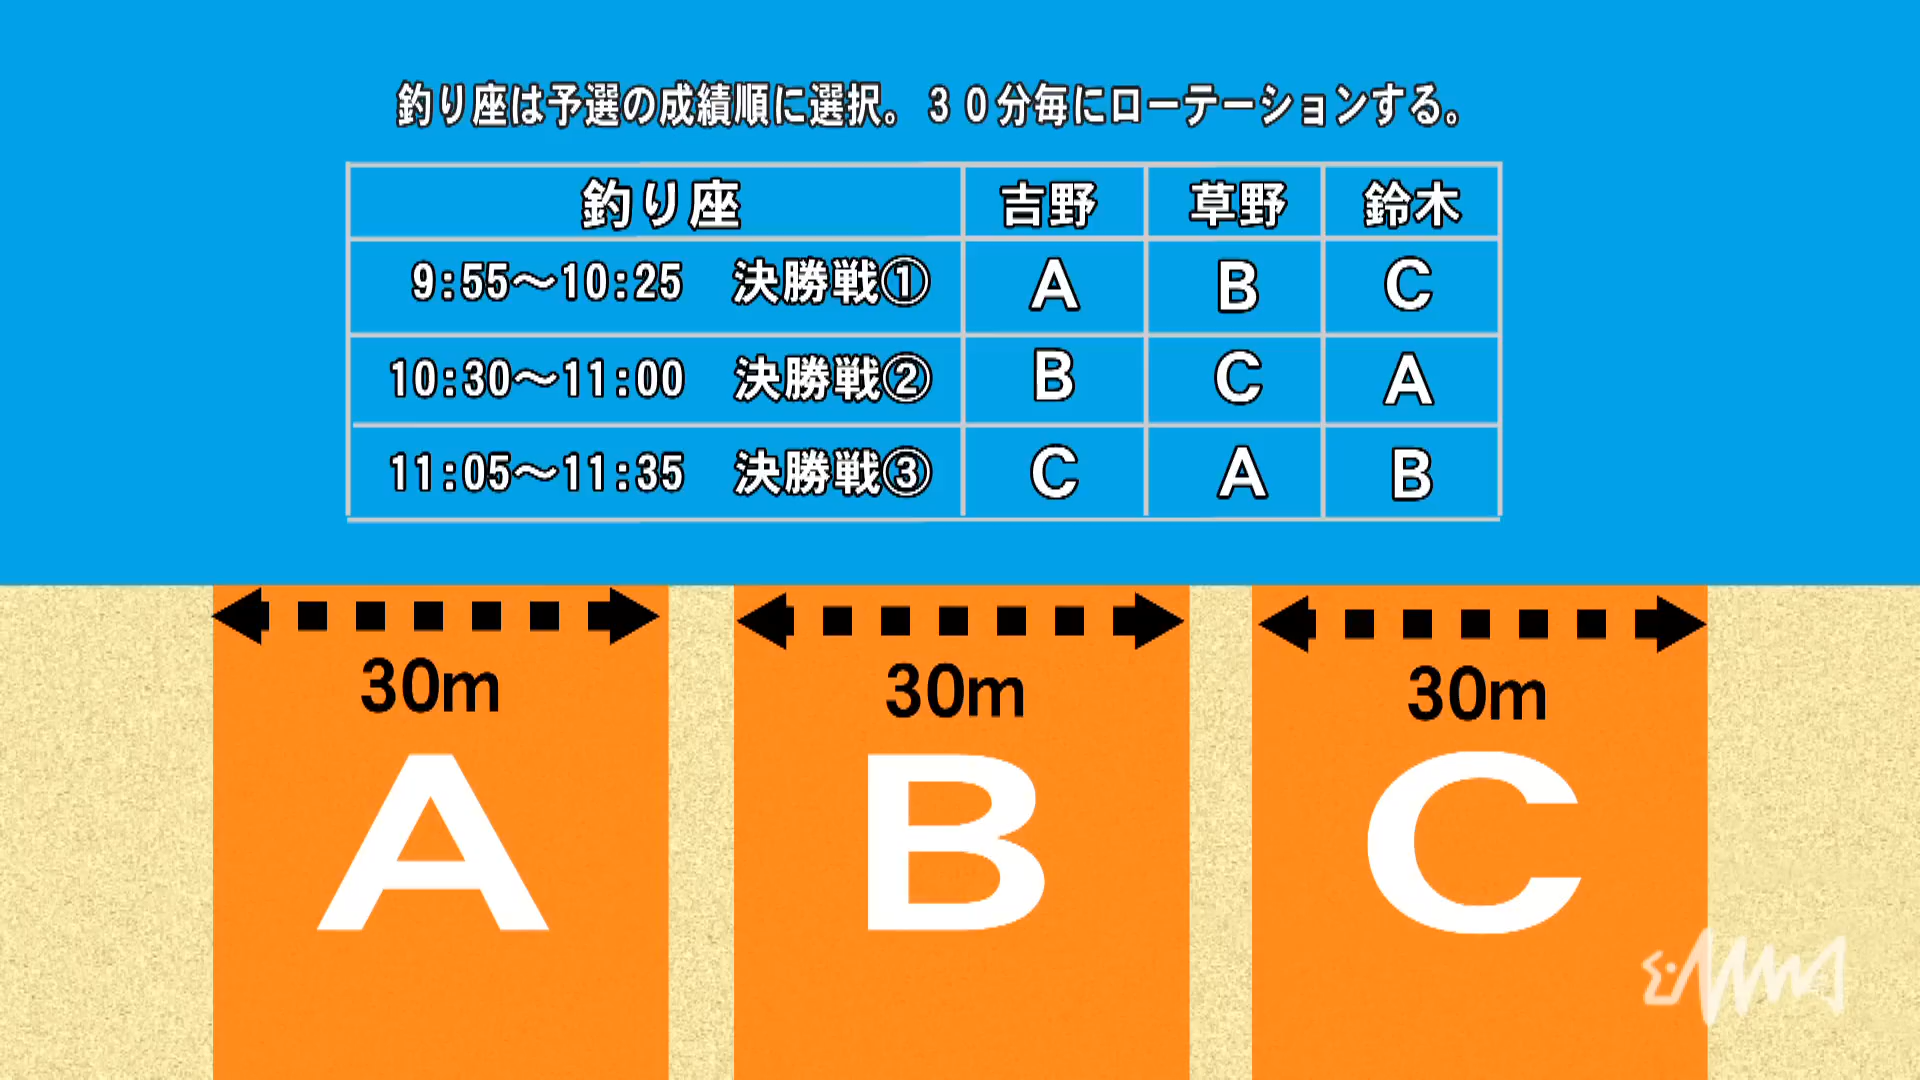 釣り座は予選の成績順に選択。３０分毎にローテーションする。
釣り座 吉野 草野 鈴木
9:55～10:25 決勝戦① A B C
10:30～11:00 決勝戦② B C A
11:05～11:35 決勝戦③ C A B
30m 30m 30m
A B C